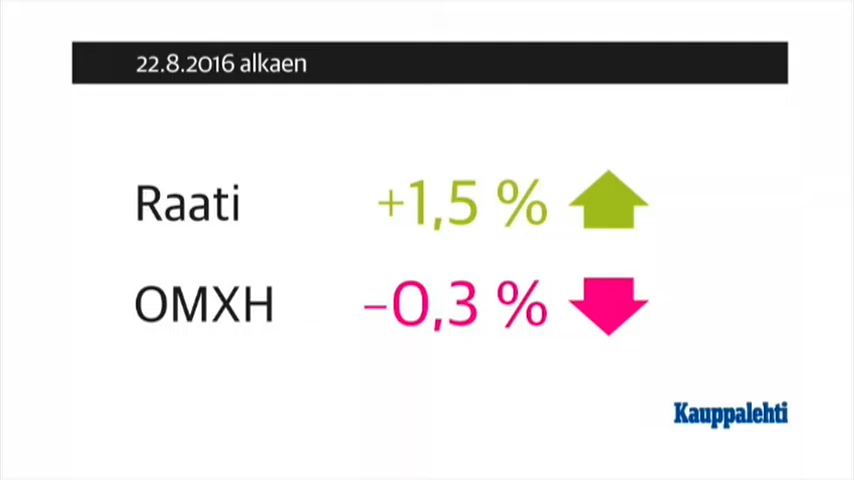 22.8.2016 alkaen
Raati +1,5 %
OMXH -0,3 %
Kauppalehti